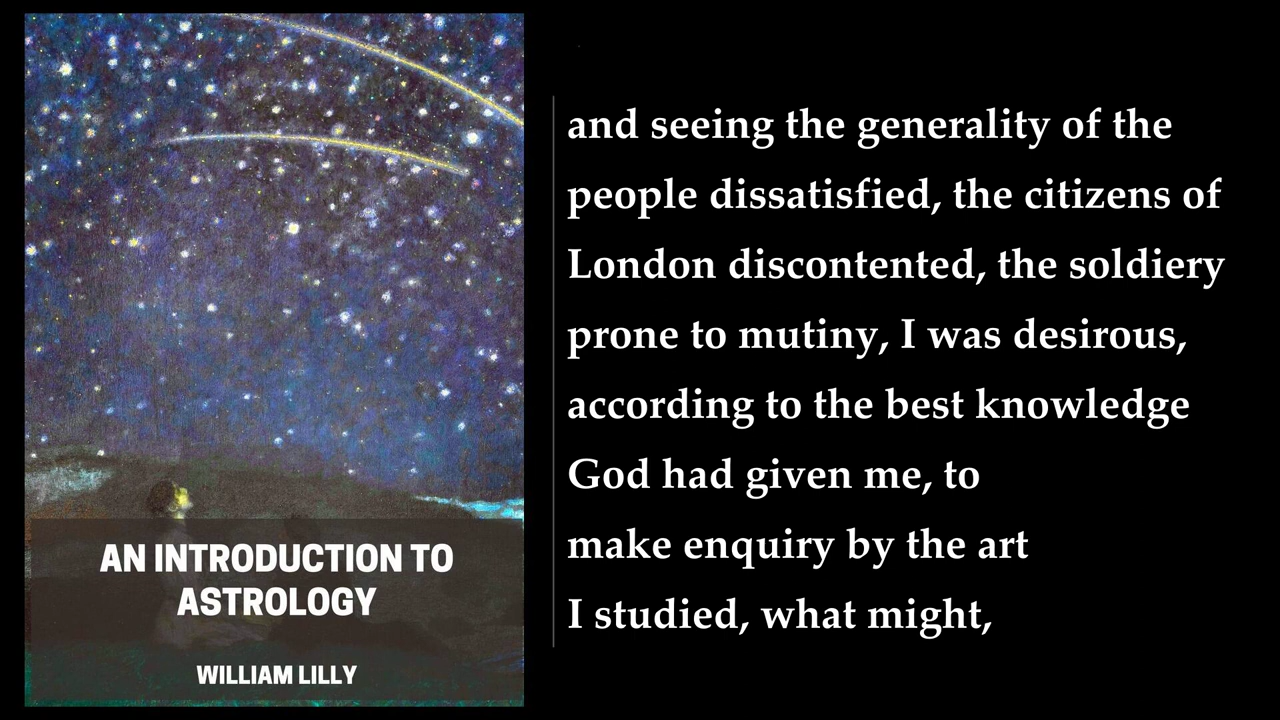 AN INTRODUCTION TO
ASTROLOGY
WILLIAM LILLY
and seeing the generality of the
people dissatisfied, the citizens of
London discontented, the soldiery
prone to mutiny, I was desirous,
according to the best knowledge
God had given me, to
make enquiry by the art
I studied, what might,